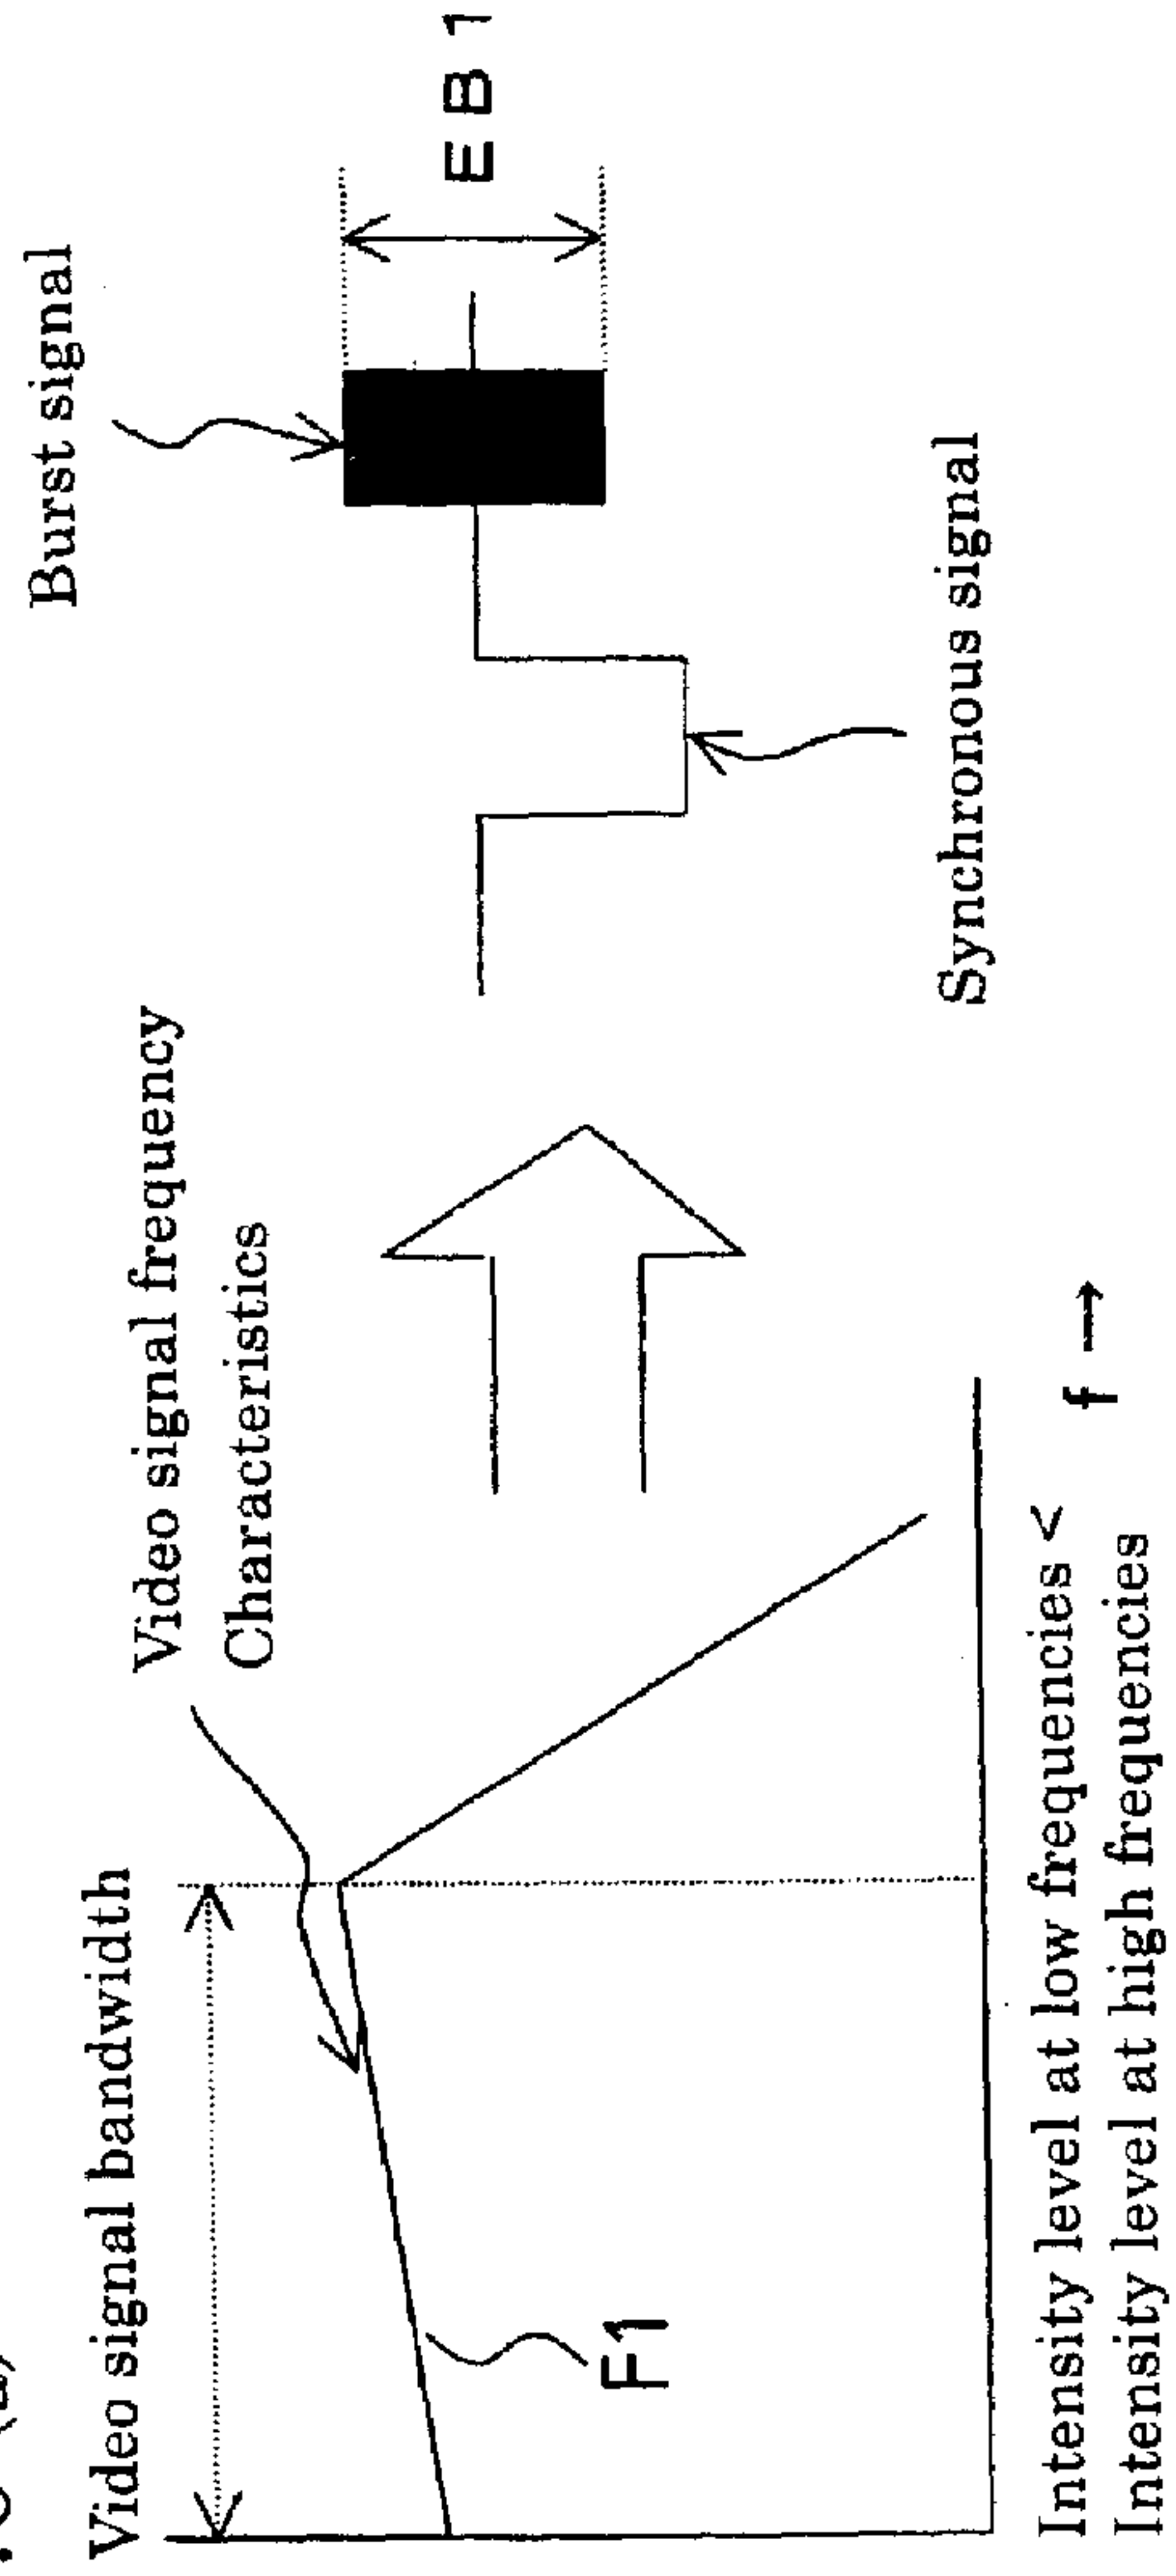 Video signal bandwidth
Video signal frequency
Characteristics
F1
f →
Intensity level at low frequencies <
Intensity level at high frequencies
Burst signal
E B 1
Synchronous signal